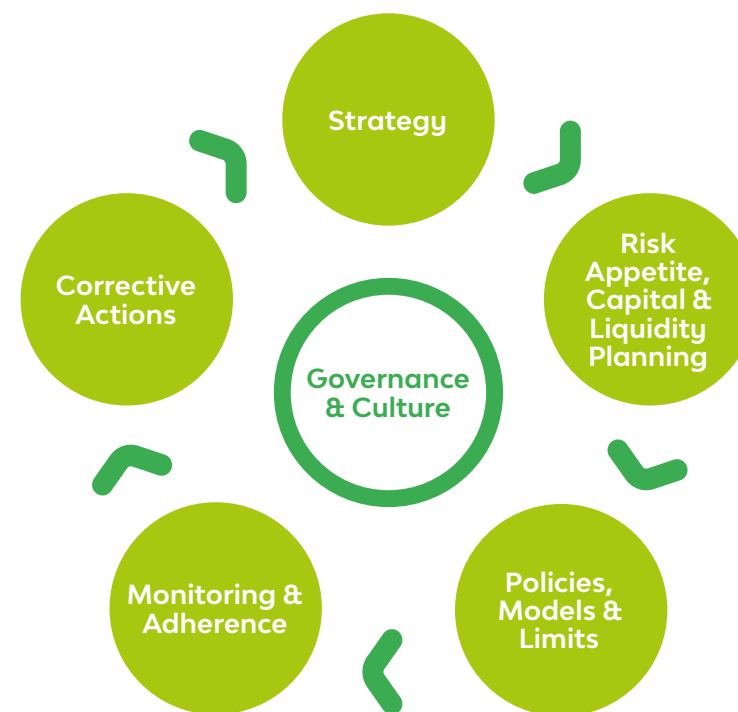 Strategy
Risk
Appetite,
Capital &
Liquidity
Planning
Corrective
Actions
Governance
& Culture
Policies,
Models &
Limits
Monitoring &
Adherence